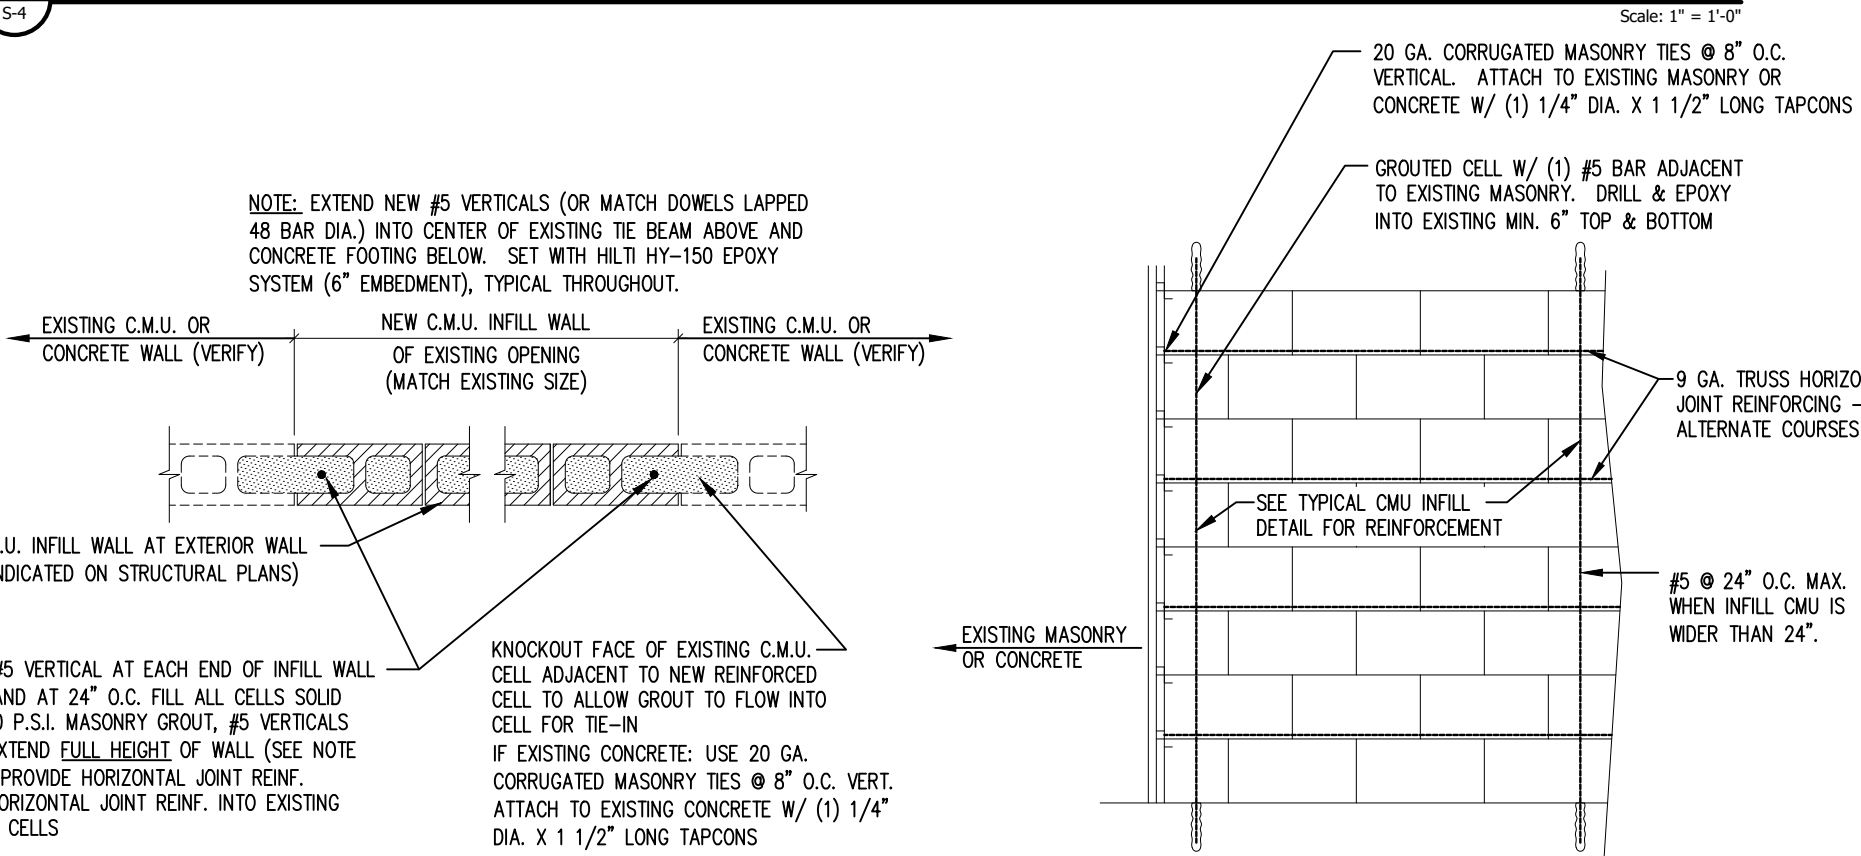 S-4
Scale: 1" = 1'-0"
20 GA. CORRUGATED MASONRY TIES @ 8" O.C.
VERTICAL. ATTACH TO EXISTING MASONRY OR
CONCRETE W/ (1) 1/4" DIA. X 1 1/2" LONG TAPCONS
GROUTED CELL W/ (1) #5 BAR ADJACENT
TO EXISTING MASONRY. DRILL & EPOXY
INTO EXISTING MIN. 6" TOP & BOTTOM
NOTE: EXTEND NEW #5 VERTICALS (OR MATCH DOWELS LAPPED
48 BAR DIA.) INTO CENTER OF EXISTING TIE BEAM ABOVE AND
CONCRETE FOOTING BELOW. SET WITH HILTI HY-150 EPOXY
SYSTEM (6" EMBEDMENT), TYPICAL THROUGHOUT.
EXISTING C.M.U. OR
CONCRETE WALL (VERIFY)
NEW C.M.U. INFILL WALL
OF EXISTING OPENING
(MATCH EXISTING SIZE)
EXISTING C.M.U. OR
CONCRETE WALL (VERIFY)
9 GA. TRUSS HORIZO
JOINT REINFORCING -
ALTERNATE COURSES
SEE TYPICAL CMU INFILL
DETAIL FOR REINFORCEMENT
.U. INFILL WALL AT EXTERIOR WALL
NDICATED ON STRUCTURAL PLANS)
#5 @ 24" O.C. MAX.
WHEN INFILL CMU IS
WIDER THAN 24".
EXISTING MASONRY
OR CONCRETE
#5 VERTICAL AT EACH END OF INFILL WALL
AND AT 24" O.C. FILL ALL CELLS SOLID
0 P.S.I. MASONRY GROUT, #5 VERTICALS
XTEND FULL HEIGHT OF WALL (SEE NOTE
PROVIDE HORIZONTAL JOINT REINF.
ORIZONTAL JOINT REINF. INTO EXISTING
CELLS
KNOCKOUT FACE OF EXISTING C.M.U.
CELL ADJACENT TO NEW REINFORCED
CELL TO ALLOW GROUT TO FLOW INTO
CELL FOR TIE-IN
IF EXISTING CONCRETE: USE 20 GA.
CORRUGATED MASONRY TIES @ 8" O.C. VERT.
ATTACH TO EXISTING CONCRETE W/ (1) 1/4"
DIA. X 1 1/2" LONG TAPCONS